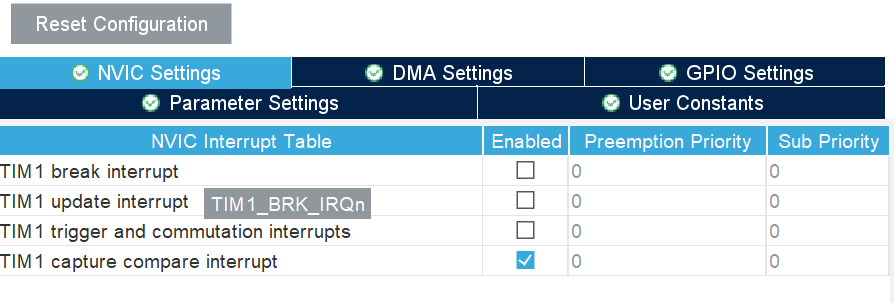 Reset Configuration
NVIC Settings DMA Settings GPIO Settings
Parameter Settings User Constants
NVIC Interrupt Table Enabled Preemption Priority Sub Priority
TIM1 break interrupt 0 0
TIM1 update interrupt TIM1_BRK_IRQn 0 0
TIM1 trigger and commutation interrupts 0 0
TIM1 capture compare interrupt 0 0